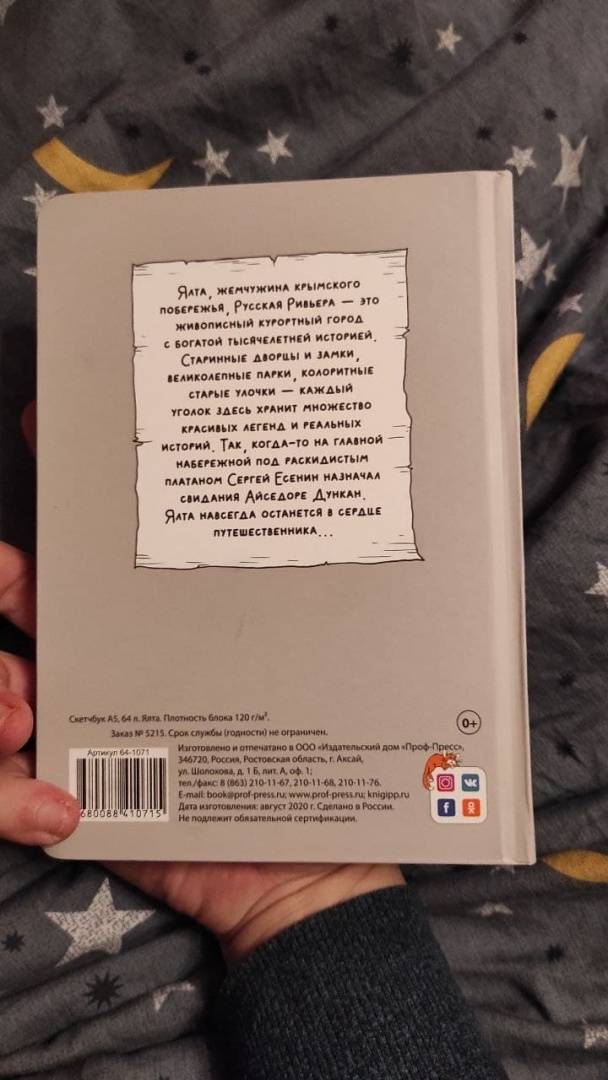 Ялта, жемчужина крымского
побережья, Русская Ривьера — это
живописный курортный город
с богатой тысячелетней историей.
Старинные дворцы и замки,
великолепные парки, колоритные
старые улочки — каждый
уголок здесь хранит множество
красивых легенд и реальных
историй. Так, когда-то на главной
набережной под раскидистым
платаном Сергей Есенин назначал
свидания Айседоре Дункан.
Ялта навсегда останется в сердце
путешественника...
Скетчбук А5, 64 л. Ялта. Плотность блока 120 г/м².
Заказ № 5215. Срок службы (годности) не ограничен.
0+
Артикул 64-1071
680088 410715
Изготовлено и отпечатано в ООО «Издательский дом «Проф-Пресс»,
346720, Россия, Ростовская область, г. Аксай,
ул. Шолохова, д. 1 Б, лит. А, оф. 1;
тел./факс: 8 (863) 210-11-67, 210-11-68, 210-11-76.
E-mail: book@prof-press.ru; www.prof-press.ru; knigipp.ru
Дата изготовления: август 2020 г. Сделано в России.
Не подлежит обязательной сертификации.